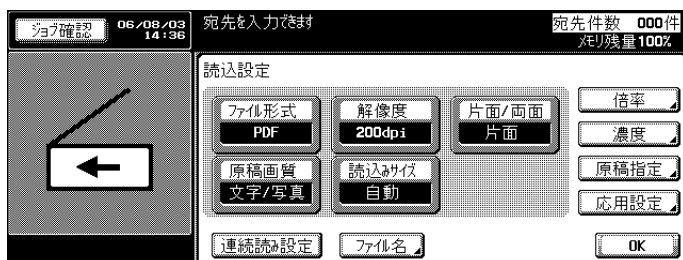 ジョブ確認
06/08/03
14:36
宛先を入力できます
宛先件数 000件
メモリ残量100%
読込設定
ファイル形式
PDF
解像度
200dpi
片面/両面
片面
倍率
濃度
原稿画質
文字/写真
読込みサイズ
自動
原稿指定
応用設定
連続読み設定
ファイル名
OK